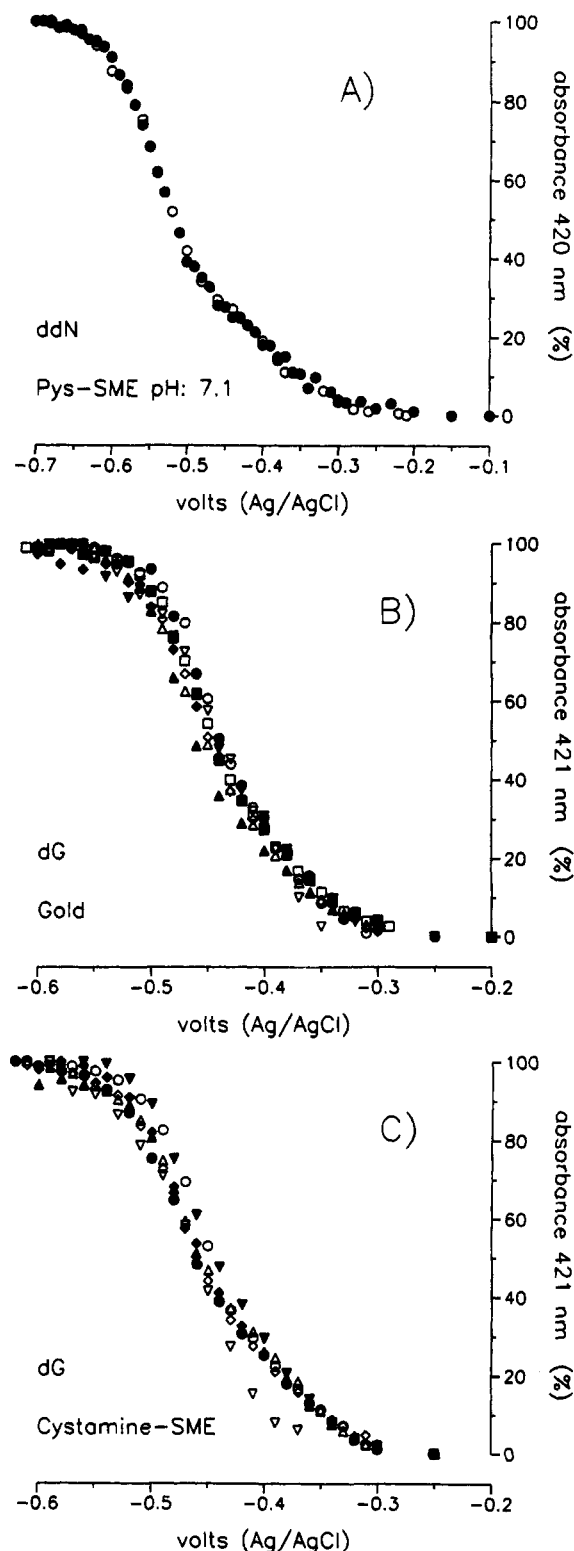 A)
ddN
Pys-SME pH: 7.1
100
80
60
40
20
0
absorbance 420 nm (%)
-0.7 -0.6 -0.5 -0.4 -0.3 -0.2 -0.1
volts (Ag/AgCl)
B)
dG
Gold
100
80
60
40
20
0
absorbance 421 nm (%)
-0.6 -0.5 -0.4 -0.3 -0.2
volts (Ag/AgCl)
C)
dG
Cystamine-SME
100
80
60
40
20
0
absorbance 421 nm (%)
-0.6 -0.5 -0.4 -0.3 -0.2
volts (Ag/AgCl)